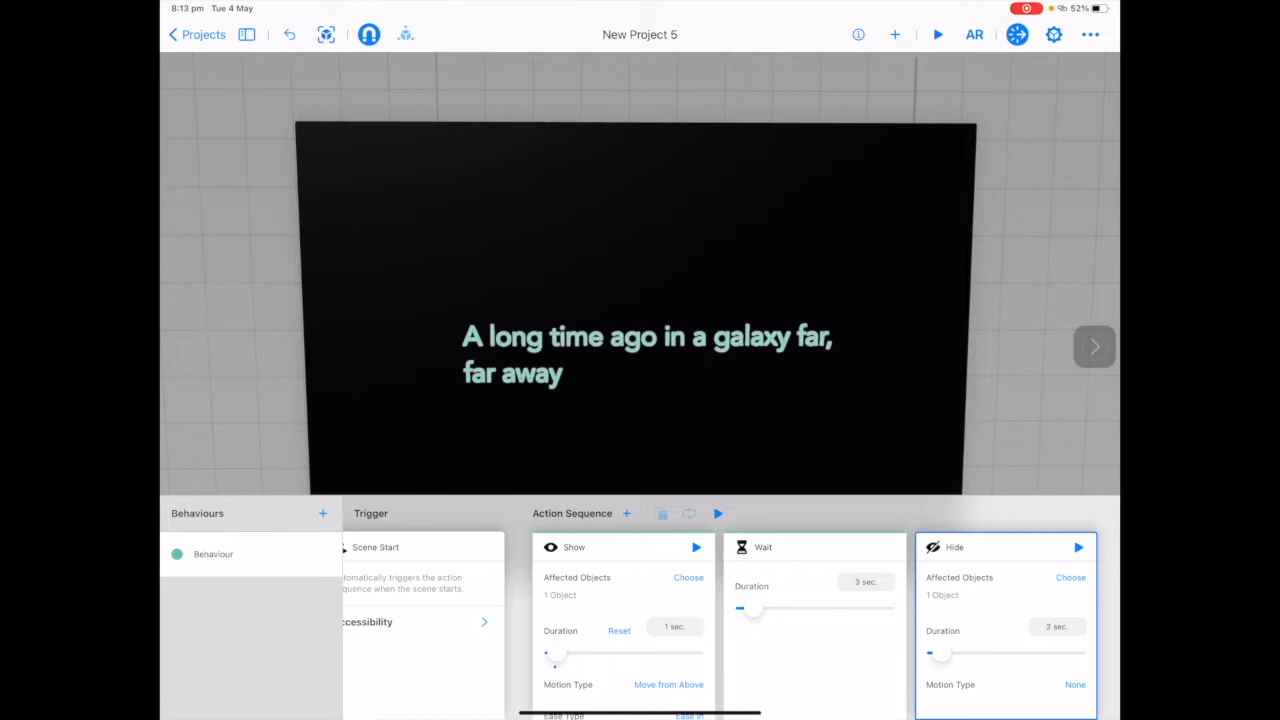 8:13 pm Tue 4 May
52%
Projects
New Project 5
AR
A long time ago in a galaxy far,
far away
Behaviours
Trigger
Action Sequence
Behaviour
Scene Start
utomatically triggers the action
quence when the scene starts.
ccessibility
Show
Affected Objects
Choose
1 Object
Duration
Reset
1 sec.
Motion Type
Move from Above
Ease Type
Ease In
Wait
Duration
3 sec.
Hide
Affected Objects
Choose
1 Object
Duration
2 sec.
Motion Type
None